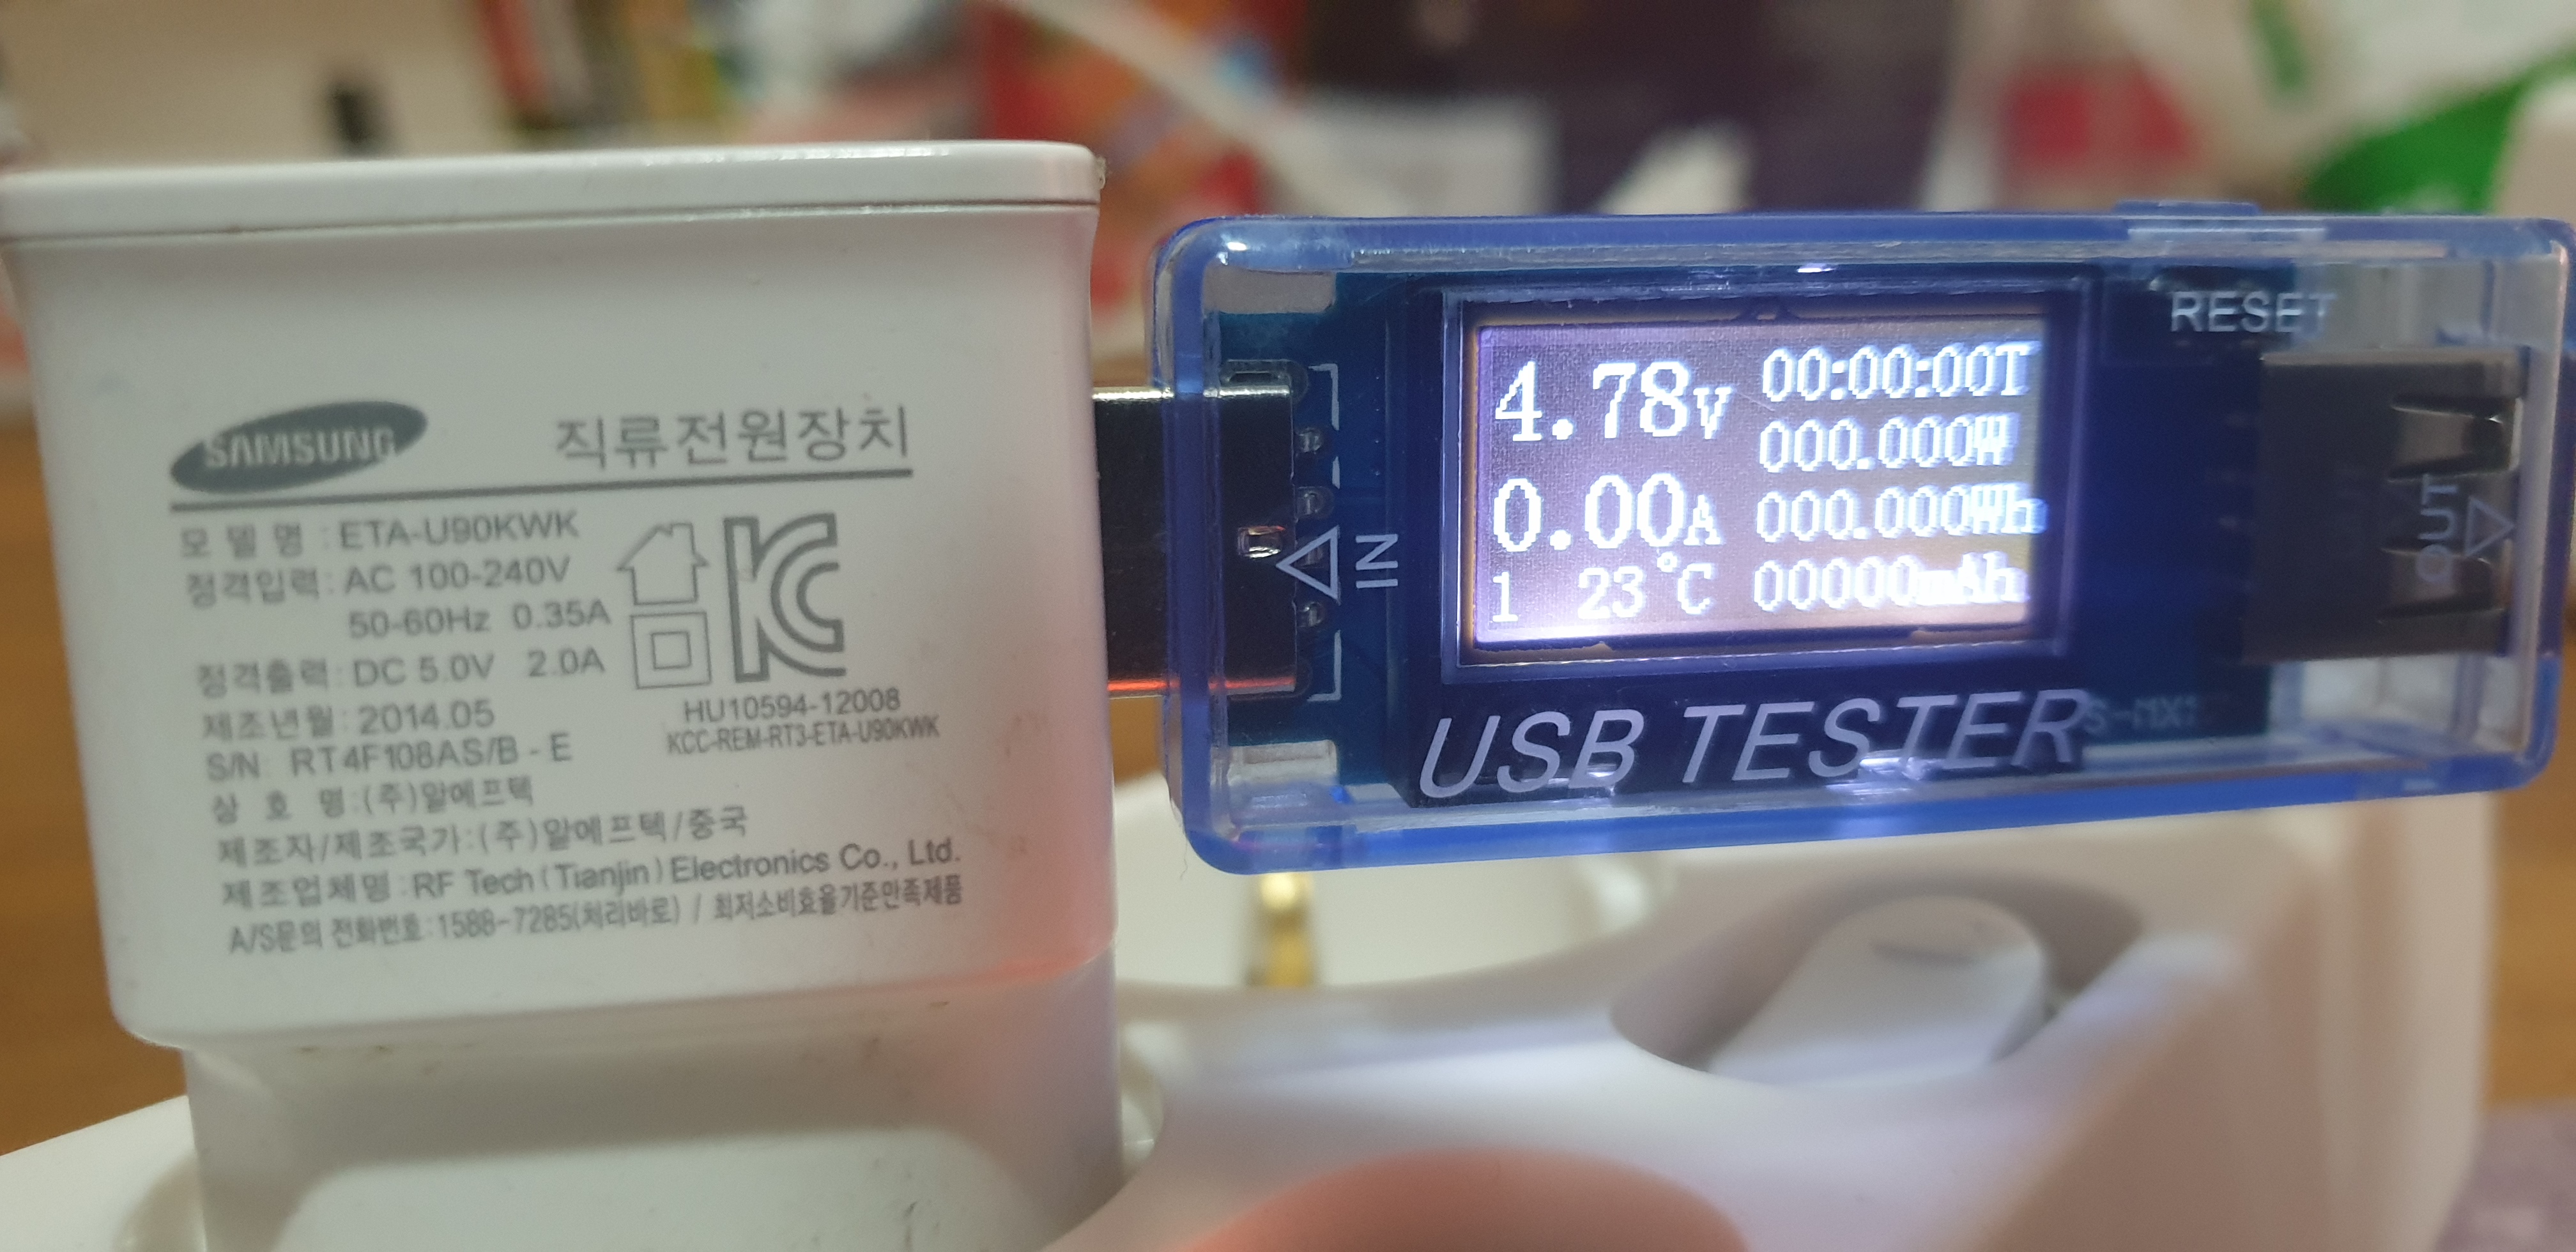 SAMSUNG 직류전원장치
모 델 명 : ETA-U90KWK
정격입력: AC 100-240V
50-60Hz 0.35A
정격출력: DC 5.0V 2.0A
제조년월: 2014.05
S/N: RT4F108AS/B - E
상 호 명:(주)알에프텍
제조자/제조국가:(주)알에프텍/중국
제조업체명:RF Tech(Tianjin) Electronics Co., Ltd.
A/S문의 전화번호:1588-7285(처리바로) / 최저소비효율기준만족제품
HU10594-12008
KCC-REM-RT3-ETA-U90KWK
IN
4.78V 00:00:00T
000.000W
0.00A 000.000Wh
1 23°C 00000mAh
RESET
OUT
USB TESTER